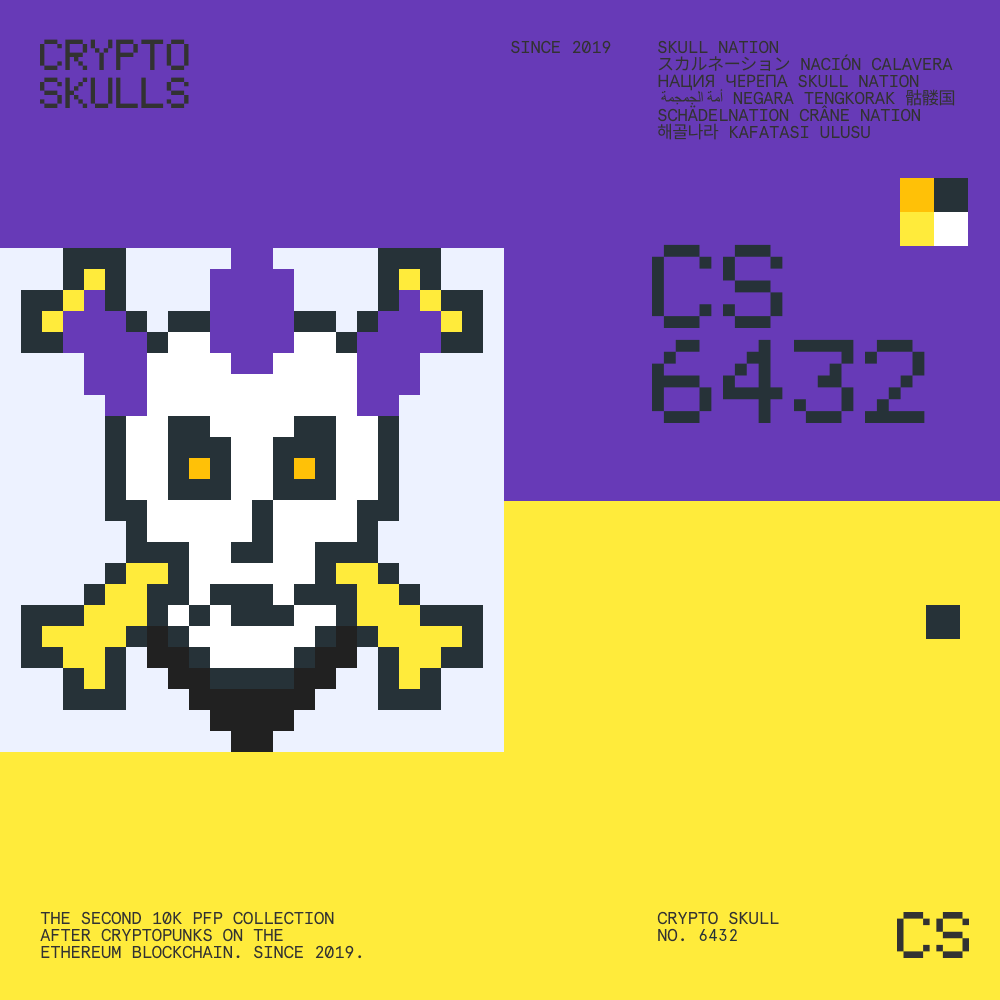 CRYPTO
SKULLS
SINCE 2019
SKULL NATION
スカルネーション NACIÓN CALAVERA
НАЦИЯ ЧЕРЕПА SKULL NATION
أمة الجمجمة NEGARA TENGKORAK 骷髅国
SCHÄDELNATION CRÂNE NATION
해골나라 KAFATASI ULUSU
CS
6432
THE SECOND 10K PFP COLLECTION
AFTER CRYPTOPUNKS ON THE
ETHEREUM BLOCKCHAIN. SINCE 2019.
CRYPTO SKULL
NO. 6432
CS